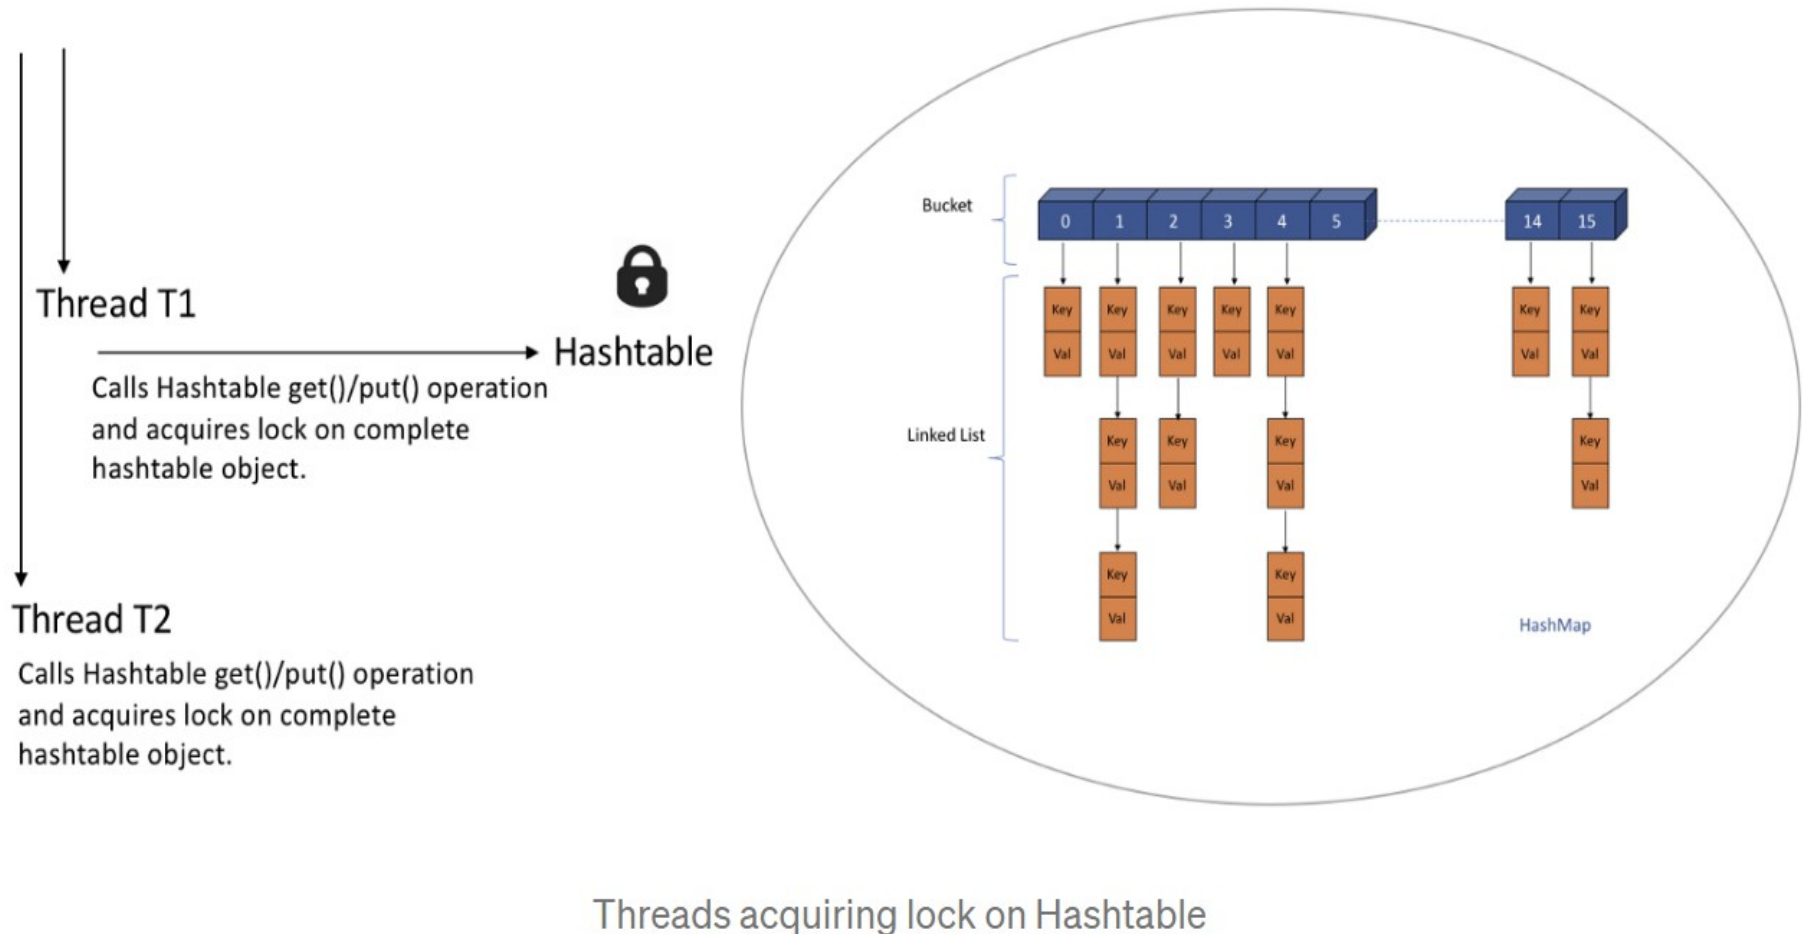 Thread T1
Hashtable
Calls Hashtable get()/put() operation
and acquires lock on complete
hashtable object.
Thread T2
Calls Hashtable get()/put() operation
and acquires lock on complete
hashtable object.
Bucket
0 1 2 3 4 5 14 15
Linked List
Key Key Key Key Key Key Key
Val Val Val Val Val Val Val
Key Key Key Key
Val Val Val Val
Key Key
Val Val
HashMap
Threads acquiring lock on Hashtable